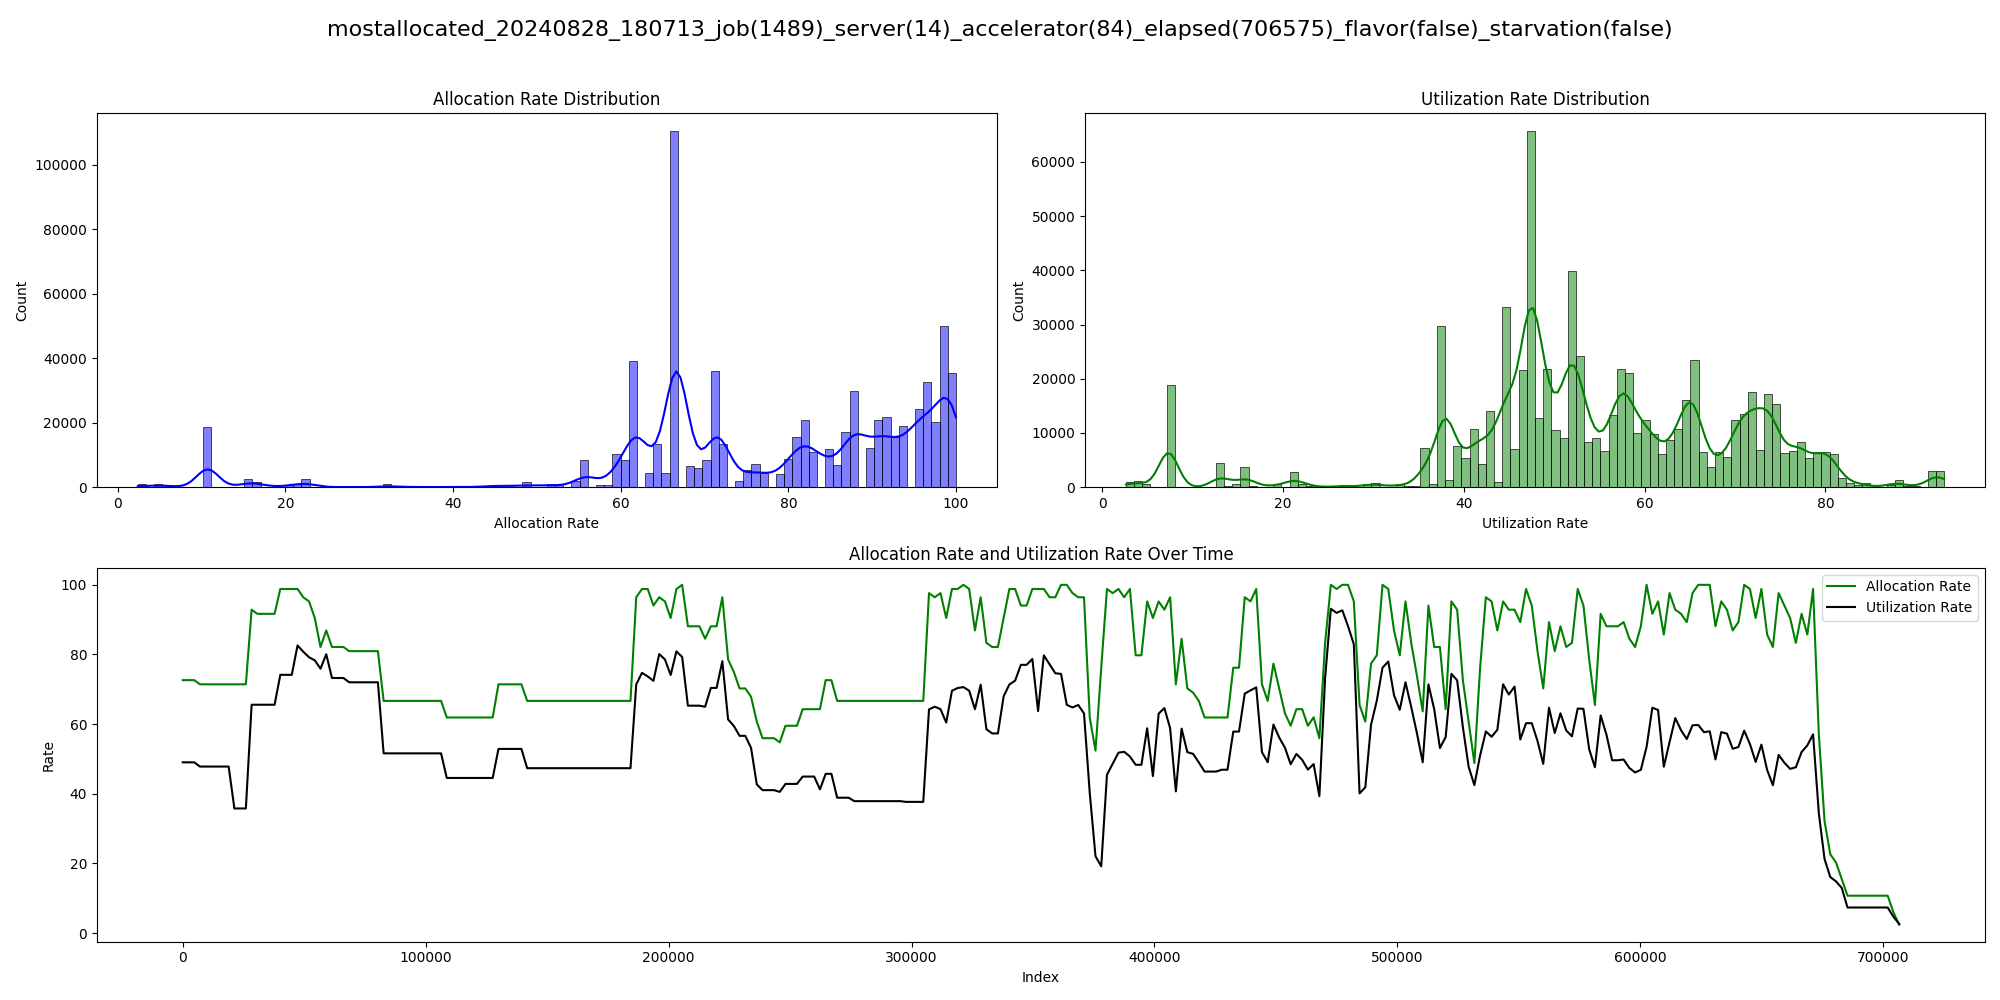 mostallocated_20240828_180713_job(1489)_server(14)_accelerator(84)_elapsed(706575)_flavor(false)_starvation(false)
Allocation Rate Distribution
Count
100000
80000
60000
40000
20000
0
0 20 40 60 80 100
Allocation Rate
Utilization Rate Distribution
Count
60000
50000
40000
30000
20000
10000
0
0 20 40 60 80
Utilization Rate
Allocation Rate and Utilization Rate Over Time
Rate
100
80
60
40
20
0
Allocation Rate
Utilization Rate
0 100000 200000 300000 400000 500000 600000 700000
Index